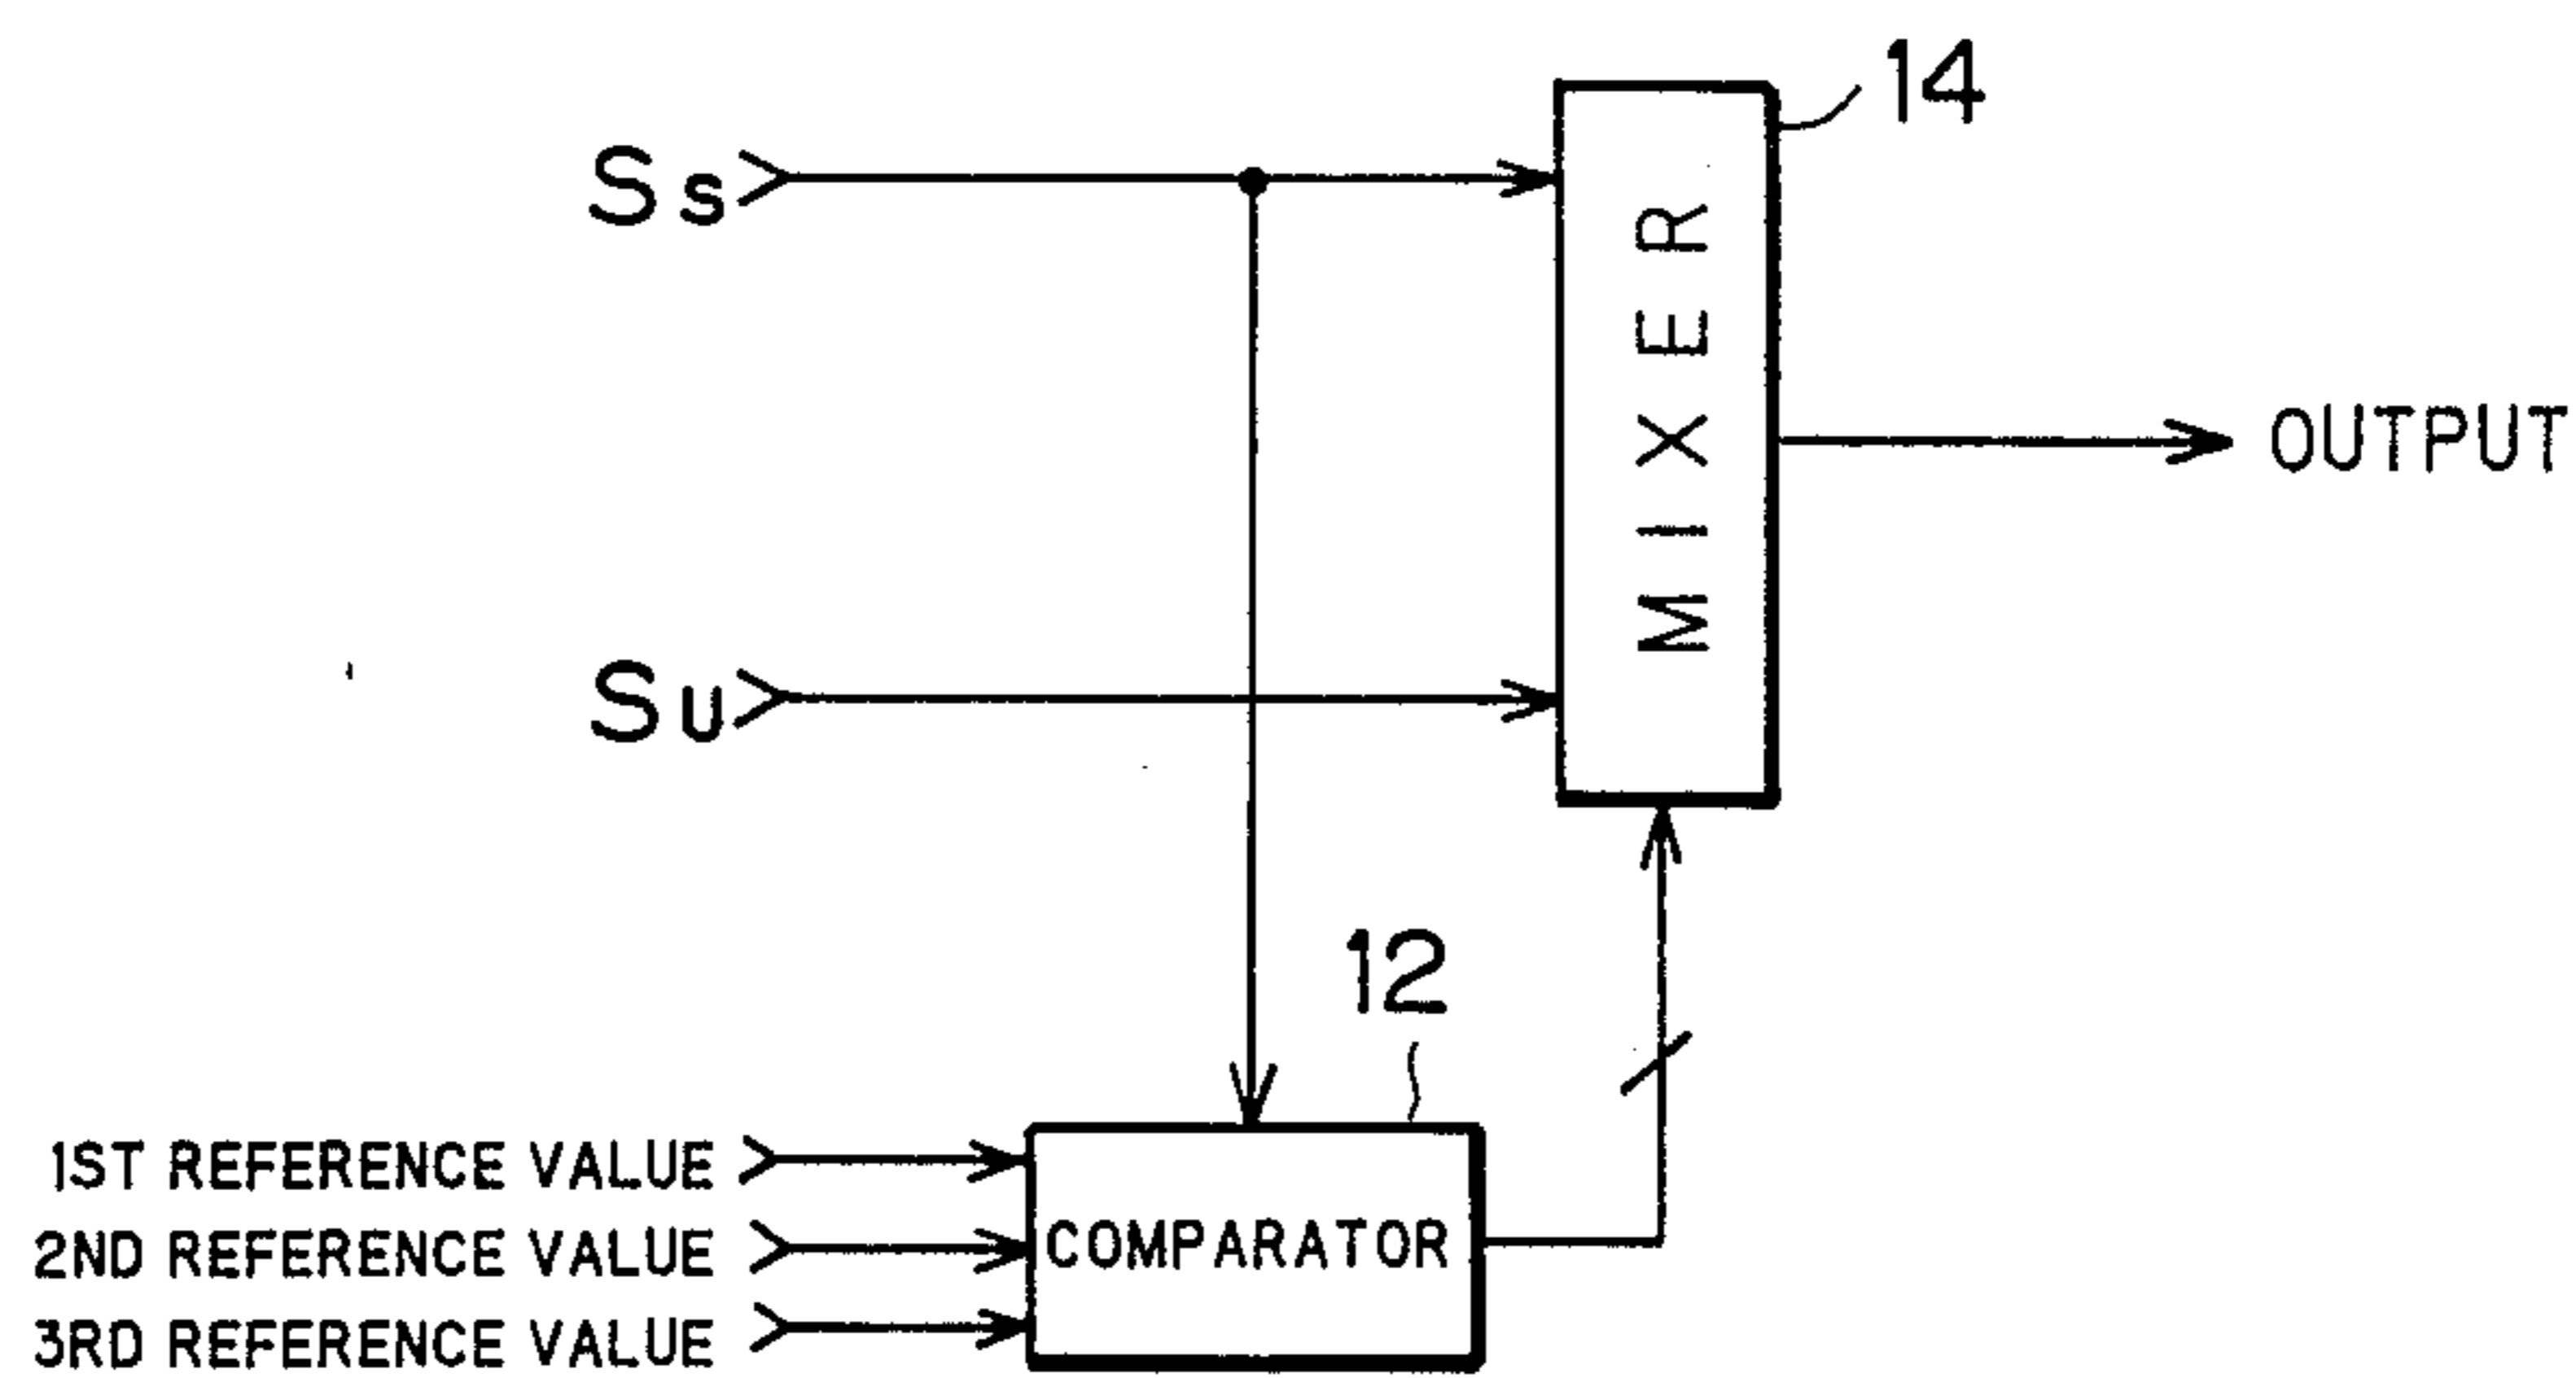 14
Ss
MIXER
OUTPUT
SU
12
1ST REFERENCE VALUE
2ND REFERENCE VALUE
3RD REFERENCE VALUE
COMPARATOR